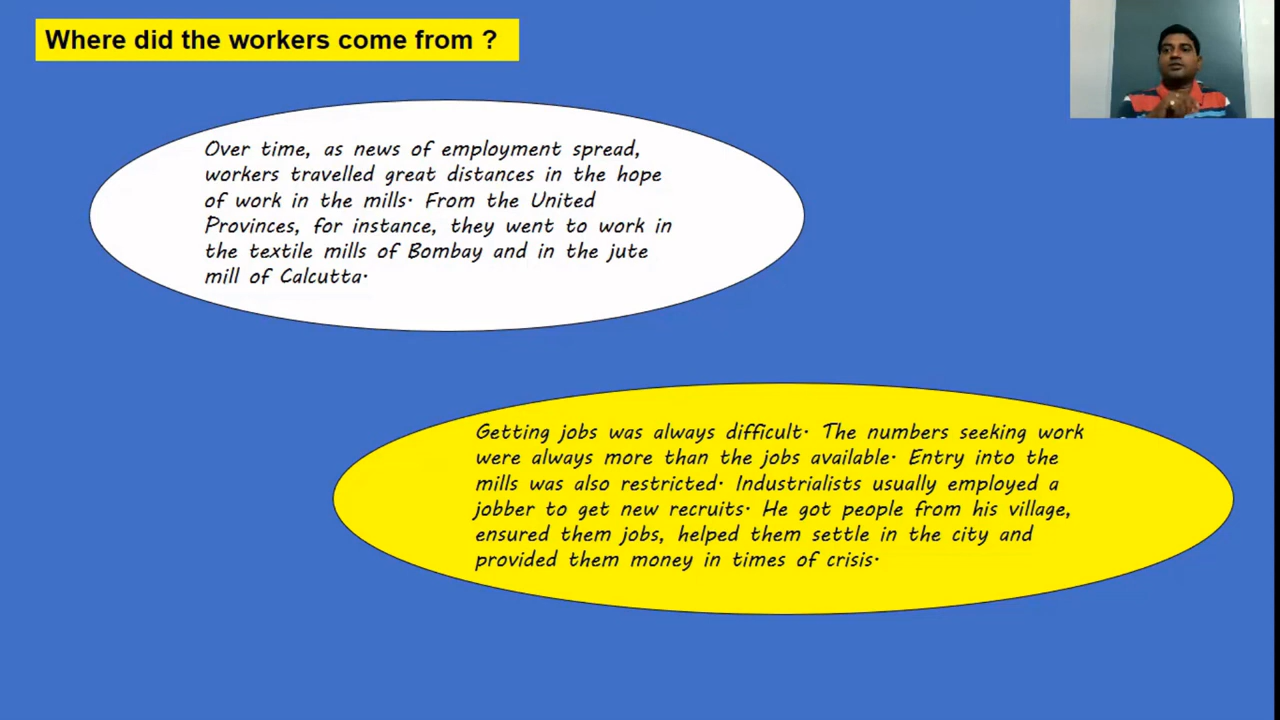 Where did the workers come from ?
Over time, as news of employment spread,
workers travelled great distances in the hope
of work in the mills. From the United
Provinces, for instance, they went to work in
the textile mills of Bombay and in the jute
mill of Calcutta.
Getting jobs was always difficult. The numbers seeking work
were always more than the jobs available. Entry into the
mills was also restricted. Industrialists usually employed a
jobber to get new recruits. He got people from his village,
ensured them jobs, helped them settle in the city and
provided them money in times of crisis.